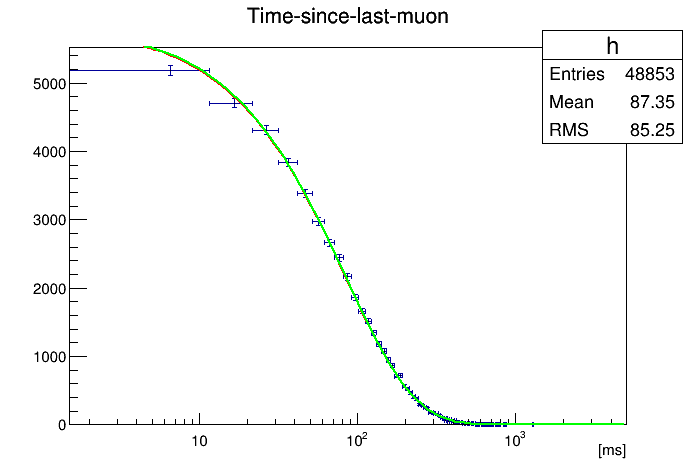 Time-since-last-muon
h
Entries 48853
Mean 87.35
RMS 85.25
5000
4000
3000
2000
1000
0
10 10² 10³
[ms]